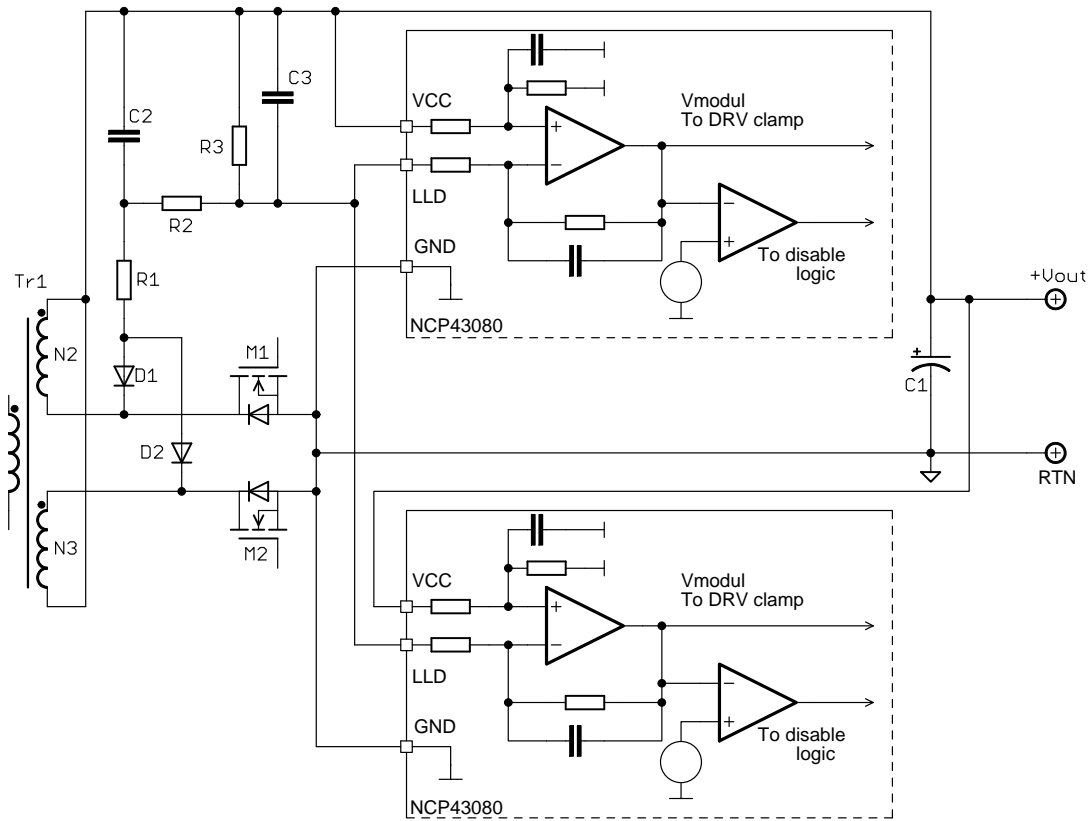 C2
C3
R3
R2
R1
Tr1
N2
D1
D2
M1
M2
N3
VCC
LLD
GND
NCP43080
+
−
Vmodul
To DRV clamp
−
+
To disable
logic
+Vout
+
C1
RTN
VCC
LLD
GND
NCP43080
+
−
Vmodul
To DRV clamp
−
+
To disable
logic